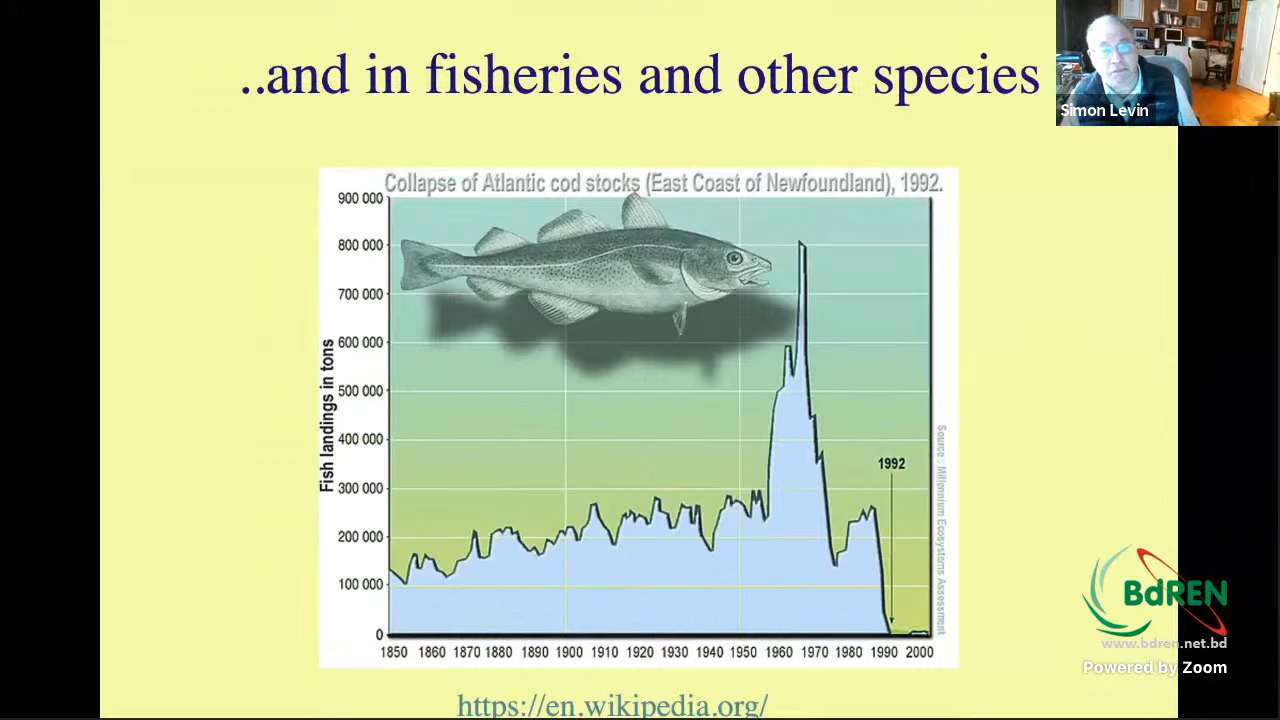 ..and in fisheries and other species
Simon Levin
Collapse of Atlantic cod stocks (East Coast of Newfoundland), 1992.
900 000
800 000
700 000
600 000
500 000
400 000
300 000
200 000
100 000
0
Fish landings in tons
1992
1850 1860 1870 1880 1890 1900 1910 1920 1930 1940 1950 1960 1970 1980 1990 2000
Source : Millennium Ecosystems Assessment
https://en.wikipedia.org/
BdREN
www.bdren.net.bd
Powered by Zoom